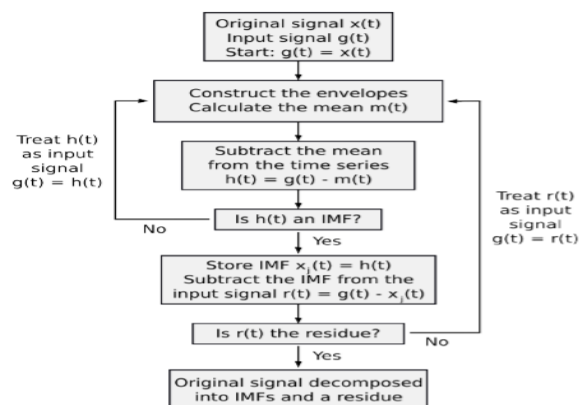 Original signal x(t)
Input signal g(t)
Start: g(t) = x(t)
Construct the envelopes
Calculate the mean m(t)
Treat h(t)
as input
signal
g(t) = h(t)
Subtract the mean
from the time series
h(t) = g(t) - m(t)
Treat r(t)
as input
signal
g(t) = r(t)
Is h(t) an IMF?
No
Yes
Store IMF xⱼ(t) = h(t)
Subtract the IMF from the
input signal r(t) = g(t) - xⱼ(t)
Is r(t) the residue?
No
Yes
Original signal decomposed
into IMFs and a residue